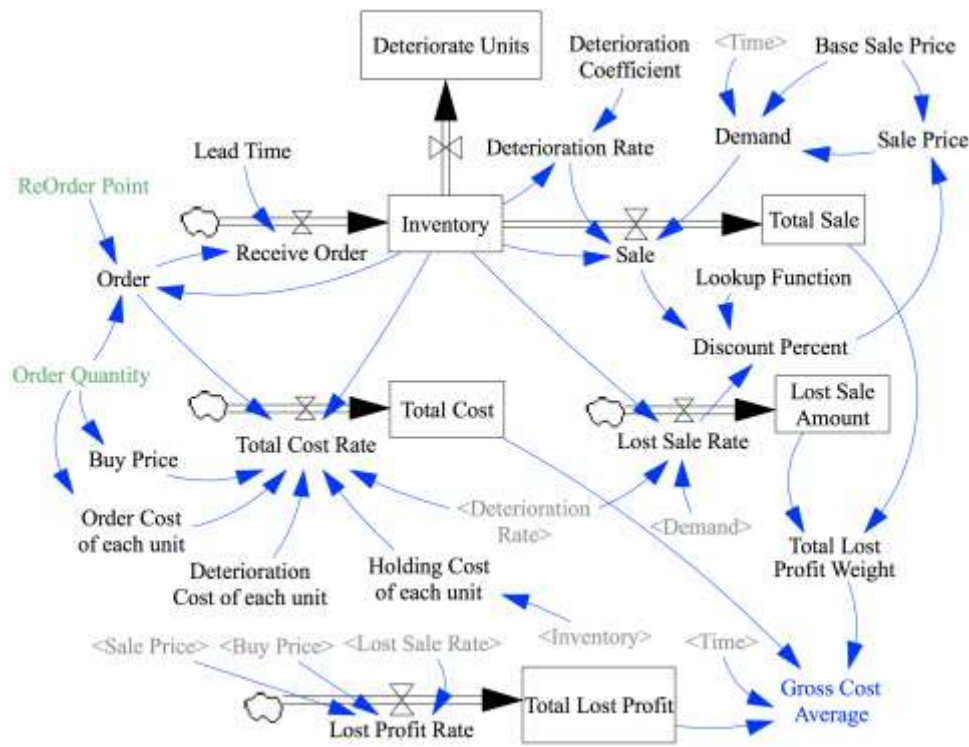 Deteriorate Units
Deterioration
Coefficient
<Time>
Base Sale Price
Lead Time
Deterioration Rate
Demand
Sale Price
ReOrder Point
Inventory
Total Sale
Receive Order
Sale
Order
Lookup Function
Discount Percent
Order Quantity
Total Cost
Lost Sale
Amount
Total Cost Rate
Lost Sale Rate
Buy Price
<Deterioration
Rate>
<Demand>
Order Cost
of each unit
Total Lost
Profit Weight
Deterioration
Cost of each unit
Holding Cost
of each unit
<Inventory>
<Sale Price>
<Buy Price>
<Lost Sale Rate>
<Time>
Total Lost Profit
Gross Cost
Average
Lost Profit Rate